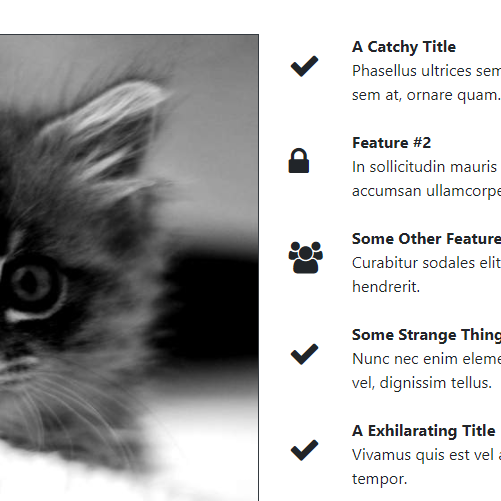 A Catchy Title
Phasellus ultrices sem
sem at, ornare quam.
Feature #2
In sollicitudin mauris
accumsan ullamcorpe
Some Other Feature
Curabitur sodales elit
hendrerit.
Some Strange Thing
Nunc nec enim eleme
vel, dignissim tellus.
A Exhilarating Title
Vivamus quis est vel a
tempor.